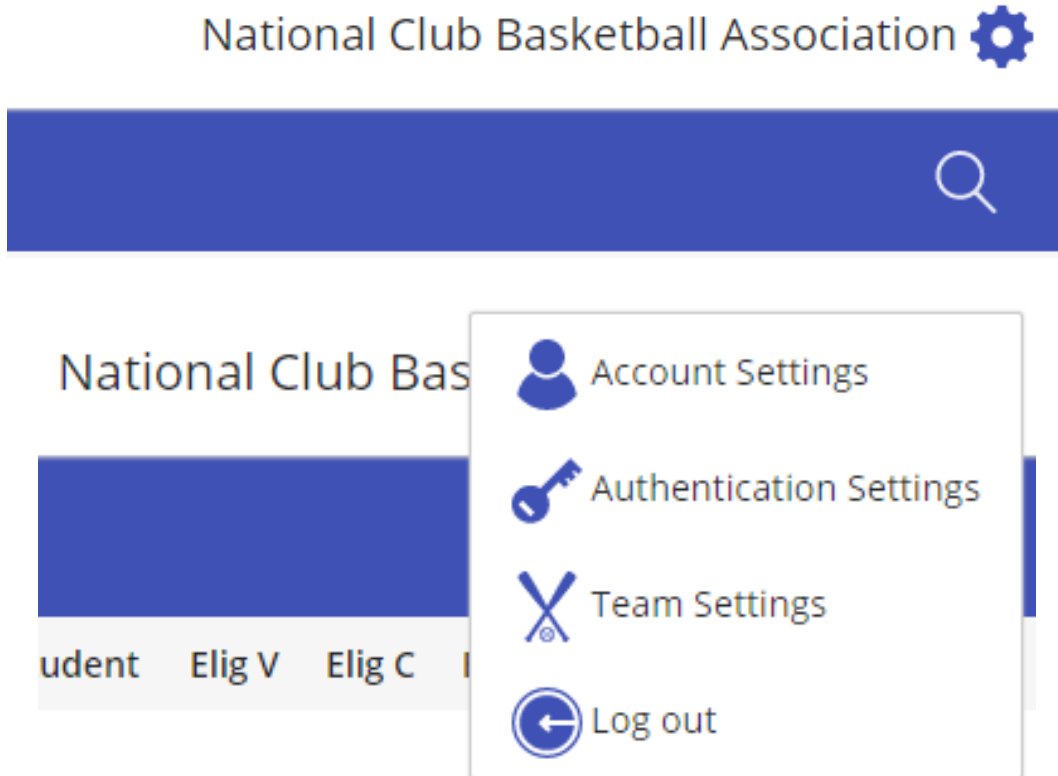 National Club Basketball Association
National Club Bas
Account Settings
Authentication Settings
Team Settings
udent Elig V Elig C
Log out